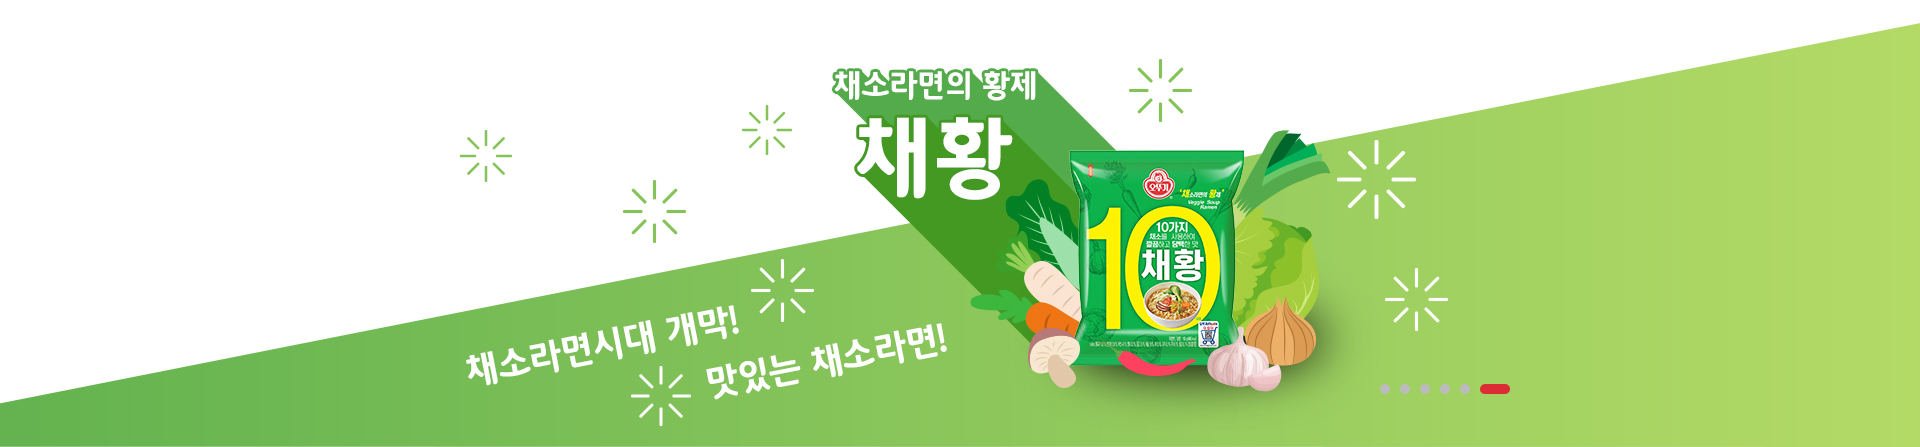 채소라면의 황제
채황
오뚜기
'채소라면의 황제'
Veggie Soup
Ramen
10
10가지
채소를 사용하여
깔끔하고 담백한 맛
채황
채소라면시대 개막!
맛있는 채소라면!